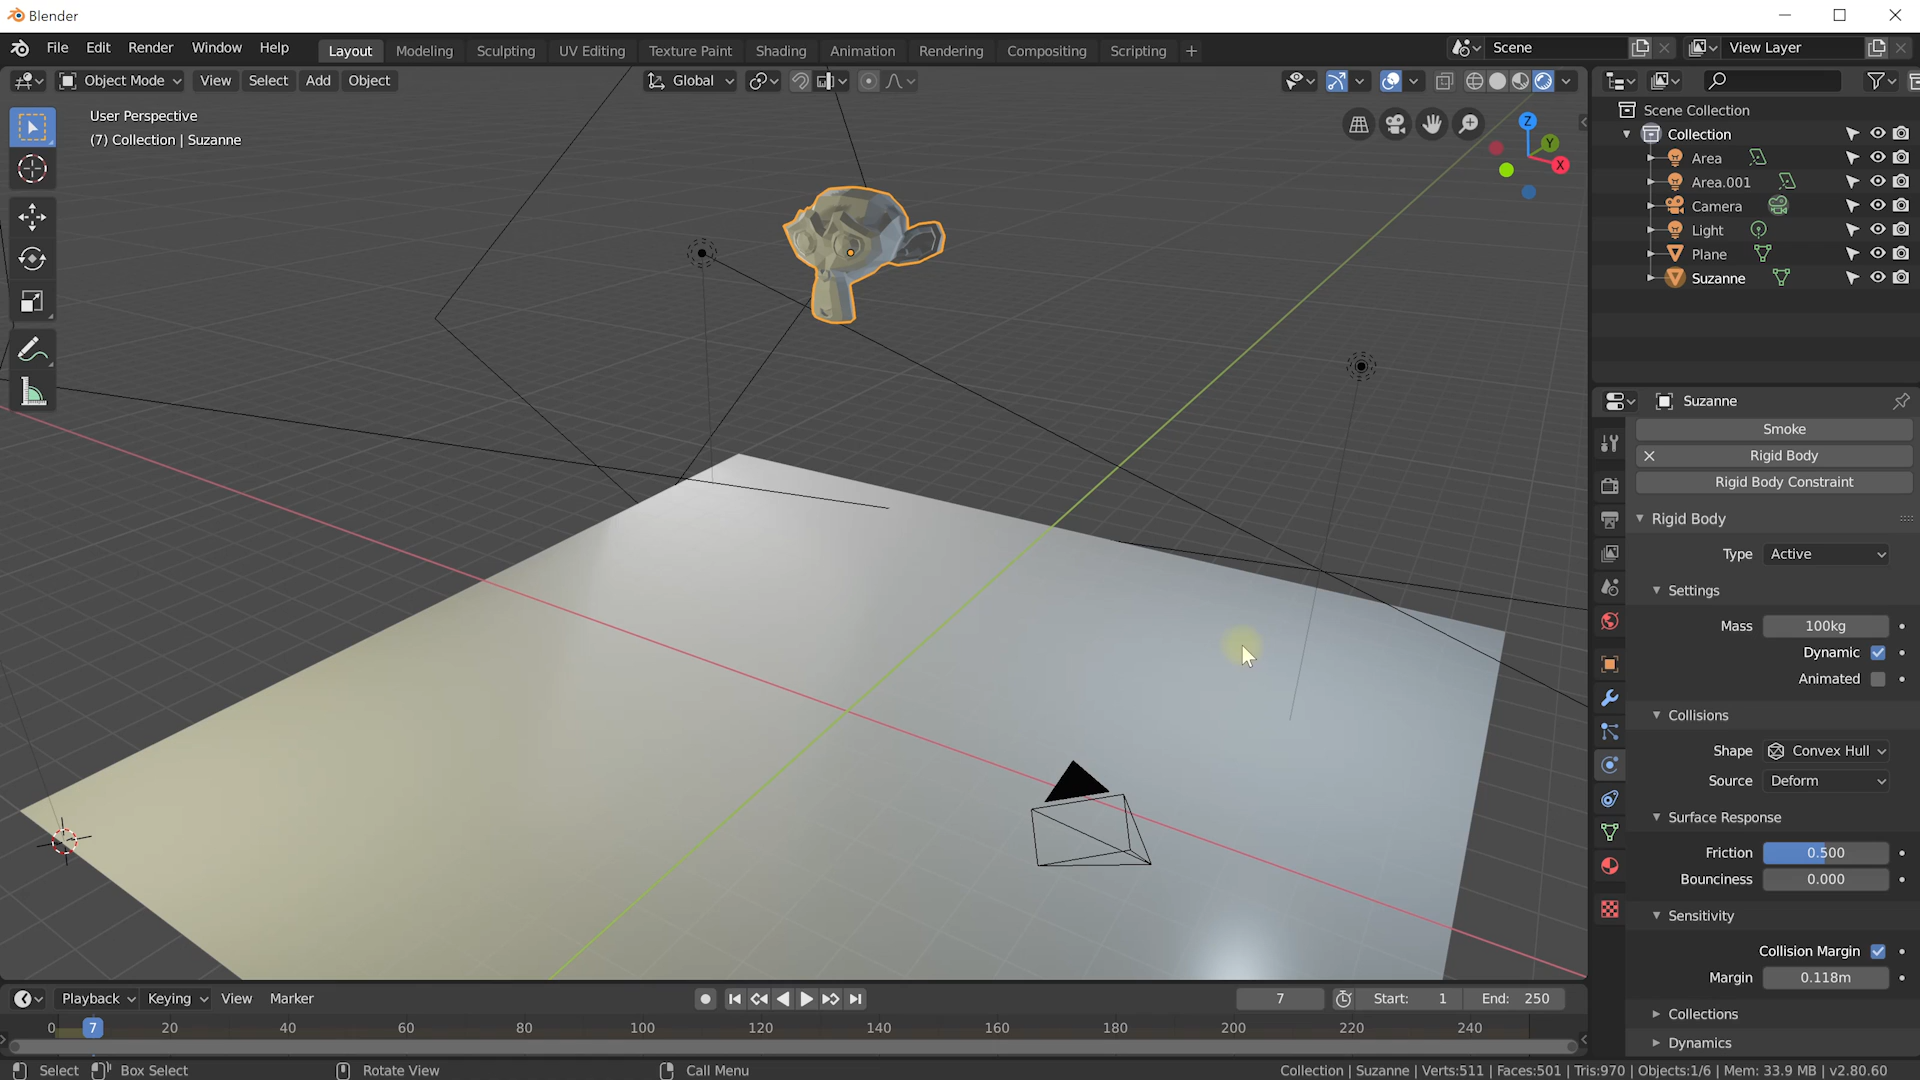 Blender
File Edit Render Window Help Layout Modeling Sculpting UV Editing Texture Paint Shading Animation Rendering Compositing Scripting + Scene View Layer
Object Mode View Select Add Object Global
User Perspective
(7) Collection | Suzanne
Z
Y
X
Scene Collection
Collection
Area
Area.001
Camera
Light
Plane
Suzanne
Suzanne
Smoke
Rigid Body
Rigid Body Constraint
Rigid Body
Type Active
Settings
Mass 100kg
Dynamic
Animated
Collisions
Shape Convex Hull
Source Deform
Surface Response
Friction 0.500
Bounciness 0.000
Sensitivity
Collision Margin
Margin 0.118m
Collections
Dynamics
Playback Keying View Marker 7 Start: 1 End: 250
0 7 20 40 60 80 100 120 140 160 180 200 220 240
Select Box Select Rotate View Call Menu Collection | Suzanne | Verts:511 | Faces:501 | Tris:970 | Objects:1/6 | Mem: 33.9 MB | v2.80.60